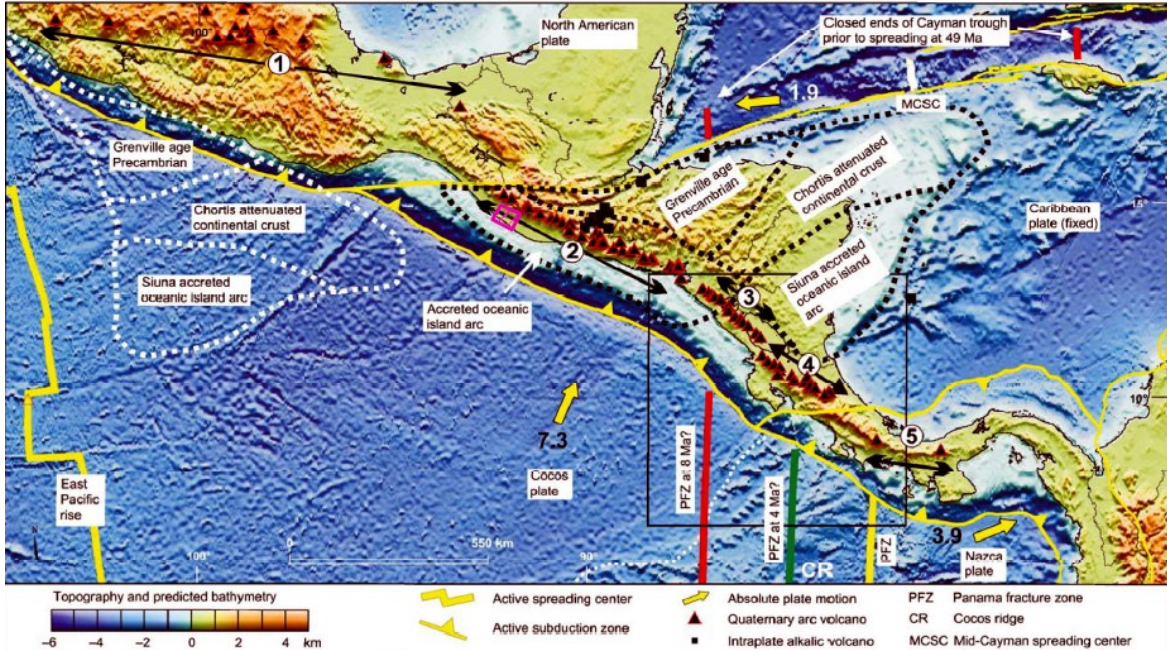 North American
plate
Closed ends of Cayman trough
prior to spreading at 49 Ma
100°
1
1.9
MCSC
Grenville age
Precambrian
Grenville age
Precambrian
Chortis attenuated
continental crust
Chortis attenuated
continental crust
Caribbean
plate (fixed)
15°
Siuna accreted
oceanic island arc
2
Siuna accreted
oceanic island
arc
Accreted oceanic
island arc
3
4
10°
7.3
Cocos
plate
5
East
Pacific
rise
PFZ at 8 Ma?
PFZ at 4 Ma?
PFZ
3.9
Nazca
plate
N
100°
0
550 km
90°
CR
Topography and predicted bathymetry
−6 −4 −2 0 2 4 km
Active spreading center
Active subduction zone
Absolute plate motion
Quaternary arc volcano
Intraplate alkalic volcano
PFZ Panama fracture zone
CR Cocos ridge
MCSC Mid-Cayman spreading center